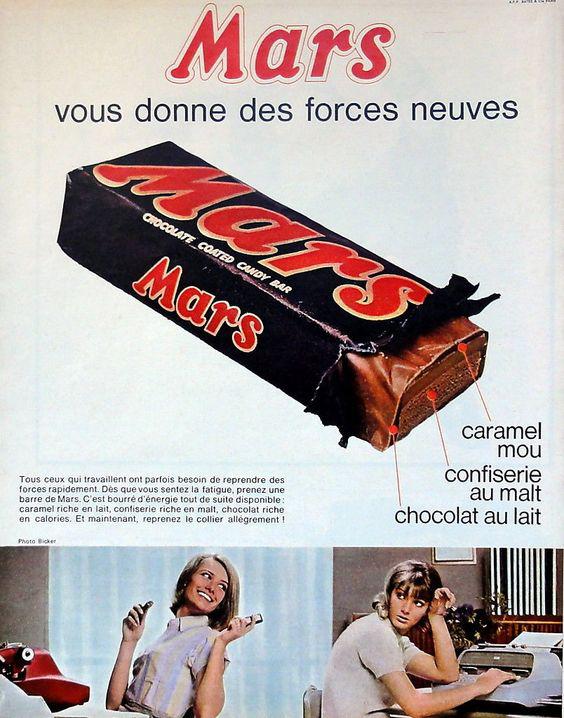 Mars
vous donne des forces neuves
Mars
CHOCOLATE COATED CANDY BAR
Mars
caramel
mou
confiserie
au malt
chocolat au lait
Tous ceux qui travaillent ont parfois besoin de reprendre des
forces rapidement. Dès que vous sentez la fatigue, prenez une
barre de Mars. C'est bourré d'énergie tout de suite disponible :
caramel riche en lait, confiserie riche en malt, chocolat riche
en calories. Et maintenant, reprenez le collier allégrement !
Photo Bicker